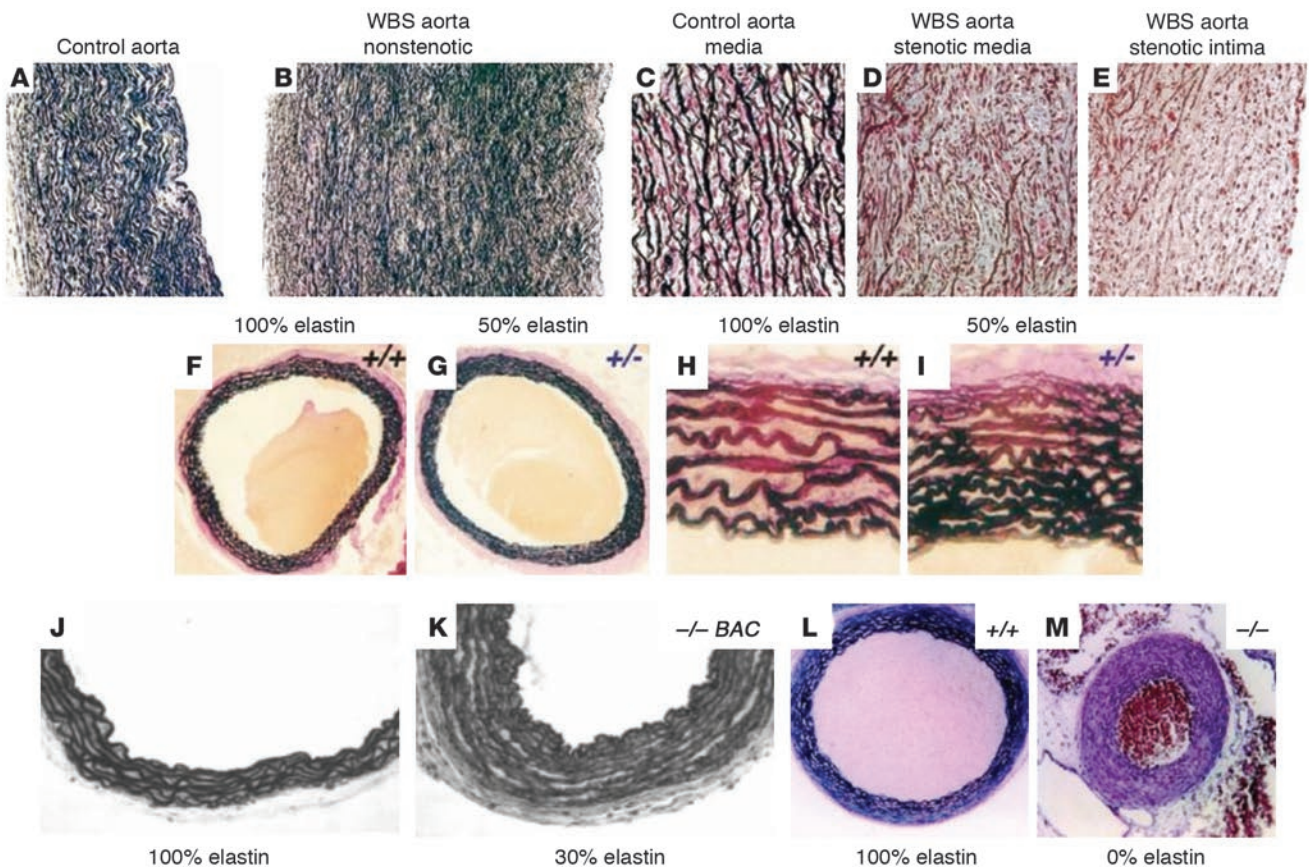 Control aorta
WBS aorta
nonstenotic
Control aorta
media
WBS aorta
stenotic media
WBS aorta
stenotic intima
A
B
C
D
E
100% elastin
50% elastin
100% elastin
50% elastin
F
+/+
G
+/-
H
+/+
I
+/-
J
K
–/– BAC
L
+/+
M
–/–
100% elastin
30% elastin
100% elastin
0% elastin